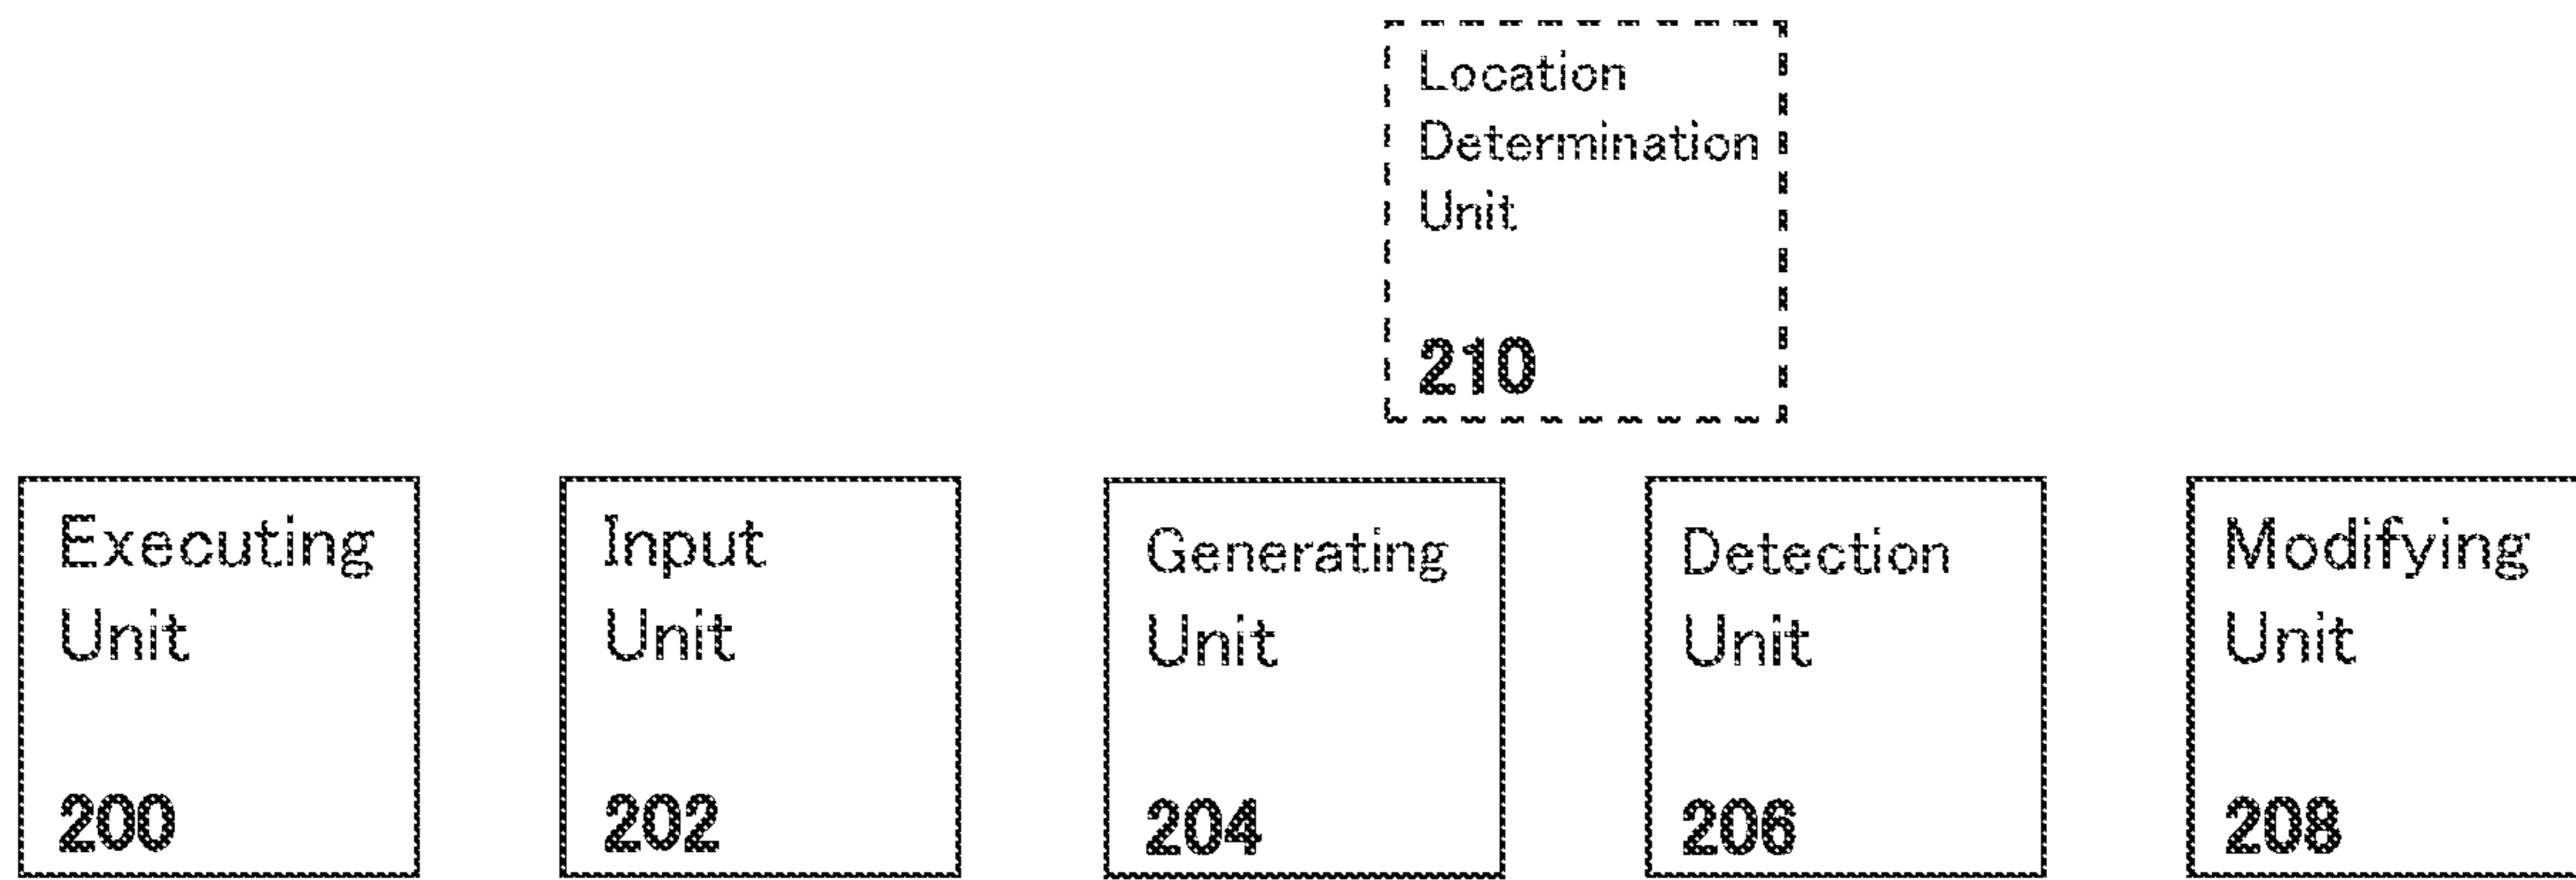 Location
Determination
Unit
210
Executing
Unit
200
Input
Unit
202
Generating
Unit
204
Detection
Unit
206
Modifying
Unit
208